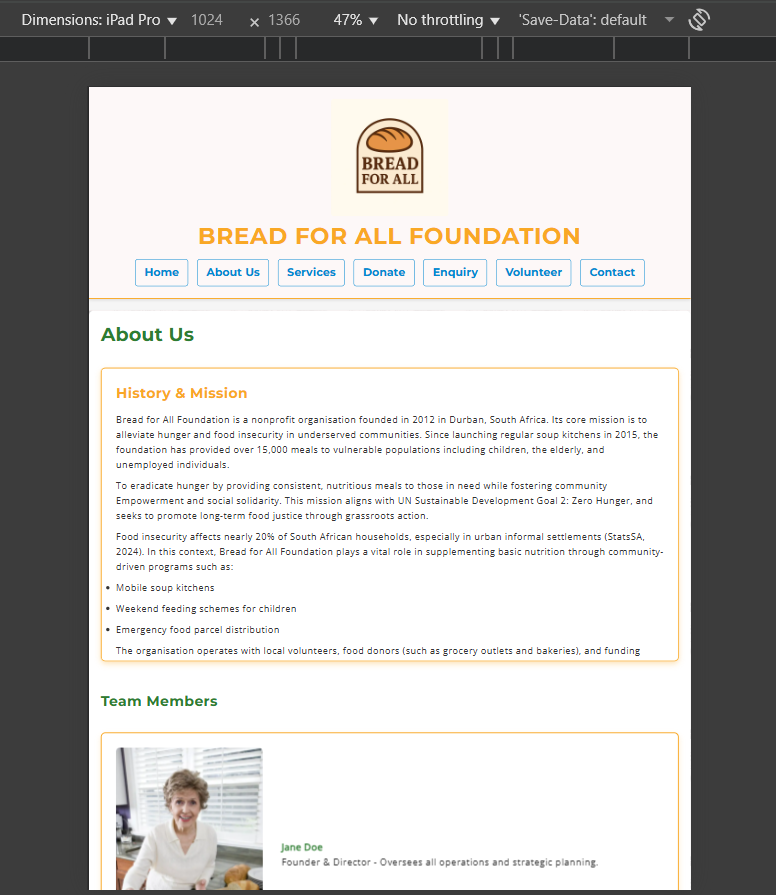 Dimensions: iPad Pro ▼ 1024 × 1366 47% ▼ No throttling ▼ 'Save-Data': default
BREAD
FOR ALL
BREAD FOR ALL FOUNDATION
Home About Us Services Donate Enquiry Volunteer Contact
About Us
History & Mission
Bread for All Foundation is a nonprofit organisation founded in 2012 in Durban, South Africa. Its core mission is to
alleviate hunger and food insecurity in underserved communities. Since launching regular soup kitchens in 2015, the
foundation has provided over 15,000 meals to vulnerable populations including children, the elderly, and
unemployed individuals.
To eradicate hunger by providing consistent, nutritious meals to those in need while fostering community
Empowerment and social solidarity. This mission aligns with UN Sustainable Development Goal 2: Zero Hunger, and
seeks to promote long-term food justice through grassroots action.
Food insecurity affects nearly 20% of South African households, especially in urban informal settlements (StatsSA,
2024). In this context, Bread for All Foundation plays a vital role in supplementing basic nutrition through community-
driven programs such as:
• Mobile soup kitchens
• Weekend feeding schemes for children
• Emergency food parcel distribution
The organisation operates with local volunteers, food donors (such as grocery outlets and bakeries), and funding
Team Members
Jane Doe
Founder & Director - Oversees all operations and strategic planning.